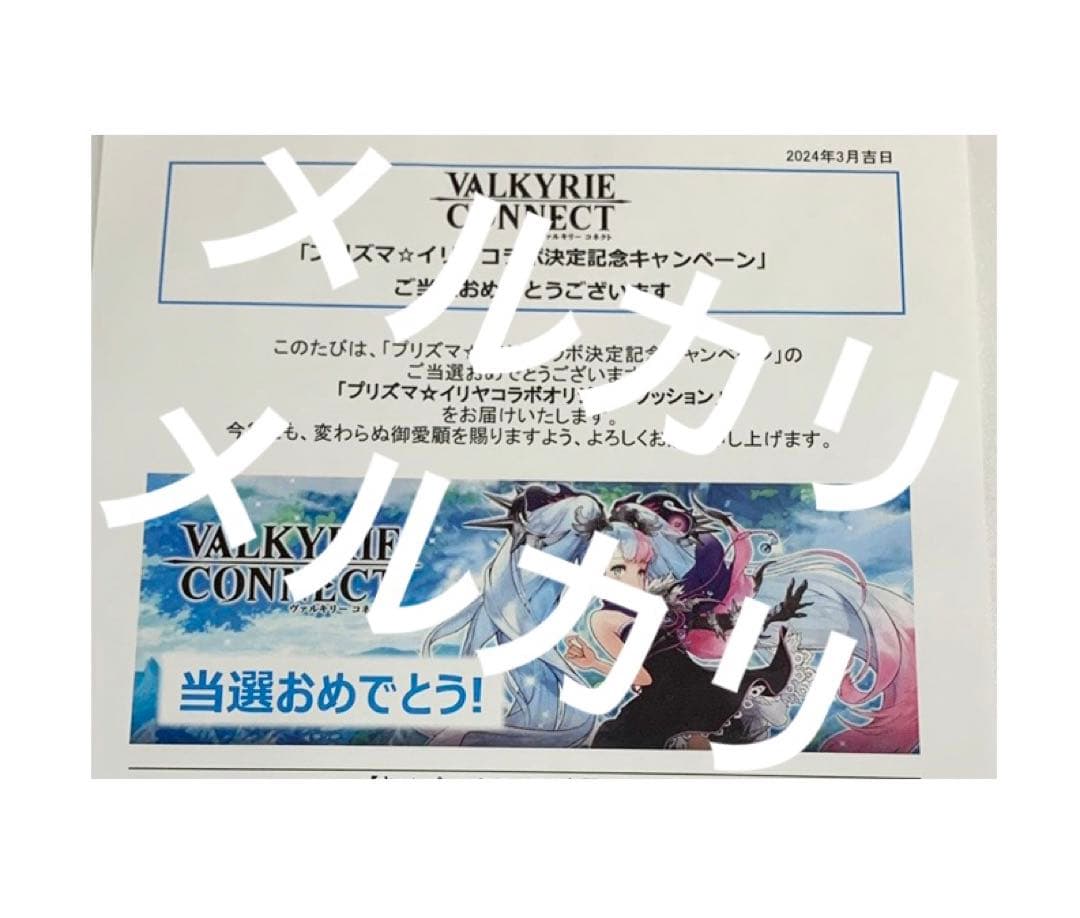 2024年3月吉日
VALKYRIE
CONNECT
ヴァルキリー コネクト
「プリズマ☆イリヤコラボ決定記念キャンペーン」
ご当選おめでとうございます
このたびは、「プリズマ☆イリヤコラボ決定記念キャンペーン」の
ご当選おめでとうございます
「プリズマ☆イリヤコラボオリ クッション」
をお届けいたします。
今 も、変わらぬ御愛顧を賜りますよう、よろしくお し上げます。
メルカリ
メルカリ
VALKYRIE
CONNECT
ヴァルキリー コネ
当選おめでとう!